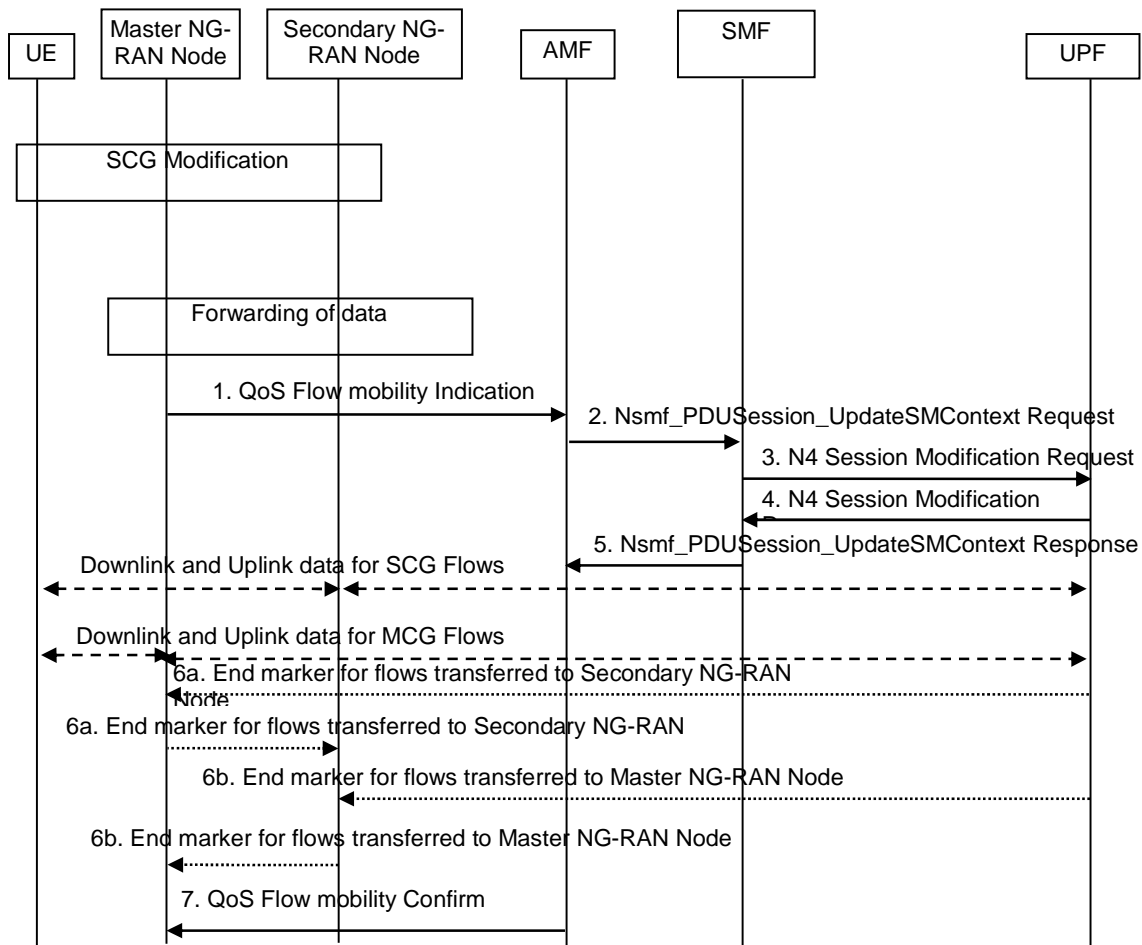 Master NG-
RAN Node
Secondary NG-
RAN Node
UE
AMF
SMF
UPF
SCG Modification
Forwarding of data
1. QoS Flow mobility Indication
2. Nsmf_PDUSession_UpdateSMContext Request
3. N4 Session Modification Request
4. N4 Session Modification
5. Nsmf_PDUSession_UpdateSMContext Response
Downlink and Uplink data for SCG Flows
Downlink and Uplink data for MCG Flows
6a. End marker for flows transferred to Secondary NG-RAN
Node
6a. End marker for flows transferred to Secondary NG-RAN
6b. End marker for flows transferred to Master NG-RAN Node
6b. End marker for flows transferred to Master NG-RAN Node
7. QoS Flow mobility Confirm